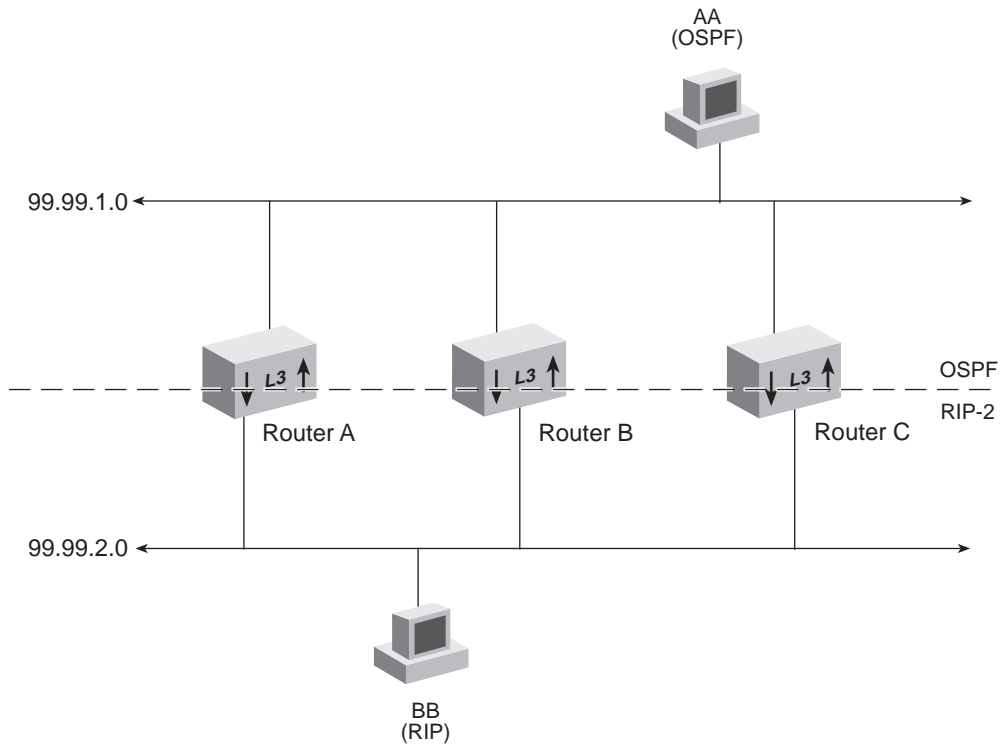 AA
(OSPF)
99.99.1.0
L3
L3
L3
OSPF
RIP-2
Router A
Router B
Router C
99.99.2.0
BB
(RIP)